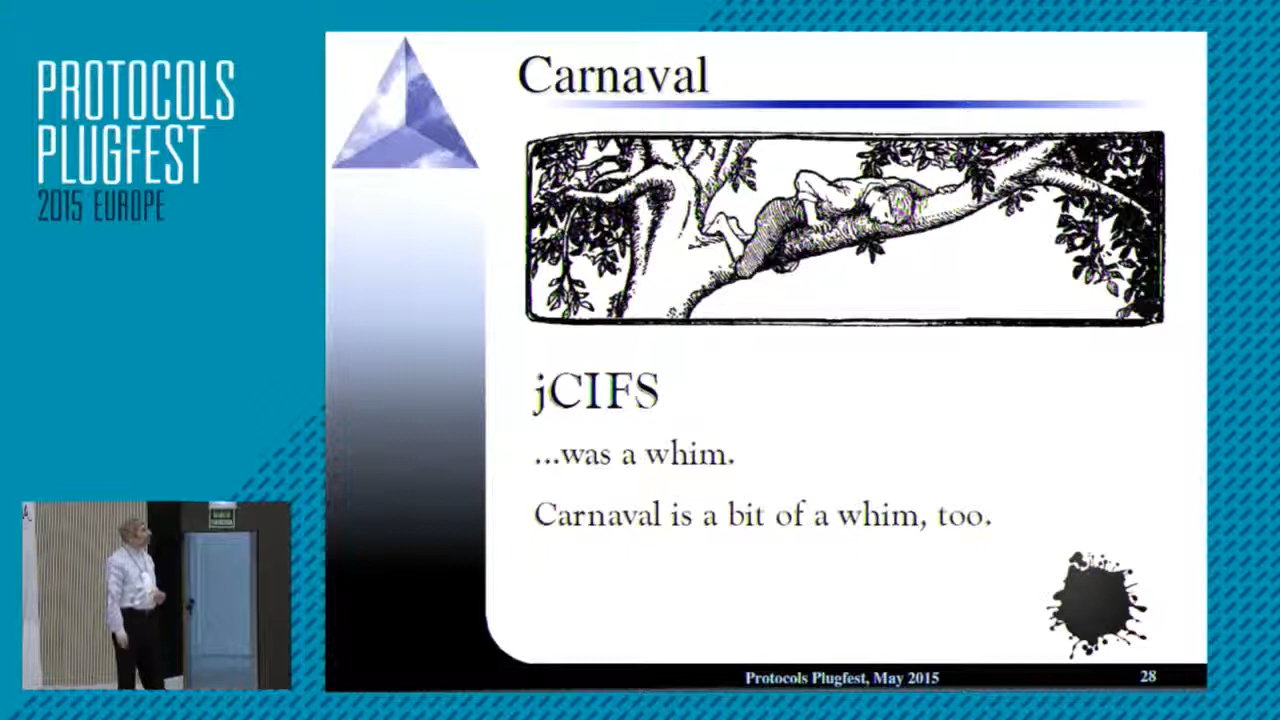 PROTOCOLS
PLUGFEST
2015 EUROPE
Carnaval
jCIFS
...was a whim.
Carnaval is a bit of a whim, too.
Protocols Plugfest, May 2015
28